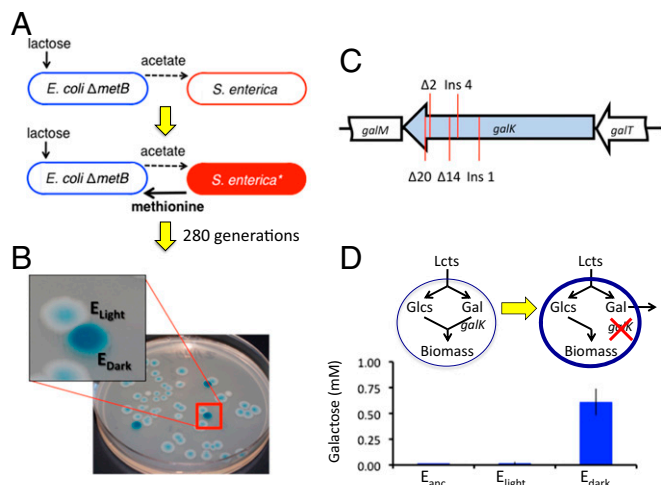 A
lactose
acetate
E. coli ΔmetB
S. enterica
lactose
acetate
E. coli ΔmetB
S. enterica*
methionine
280 generations
B
ELight
EDark
C
Δ2 Ins 4
galM
galK
galT
Δ20 Δ14 Ins 1
D
Lcts
Lcts
Glcs Gal
Glcs Gal
galK
galK
Biomass
Biomass
Galactose (mM)
1.00
0.75
0.50
0.25
0.00
Eanc
Elight
Edark